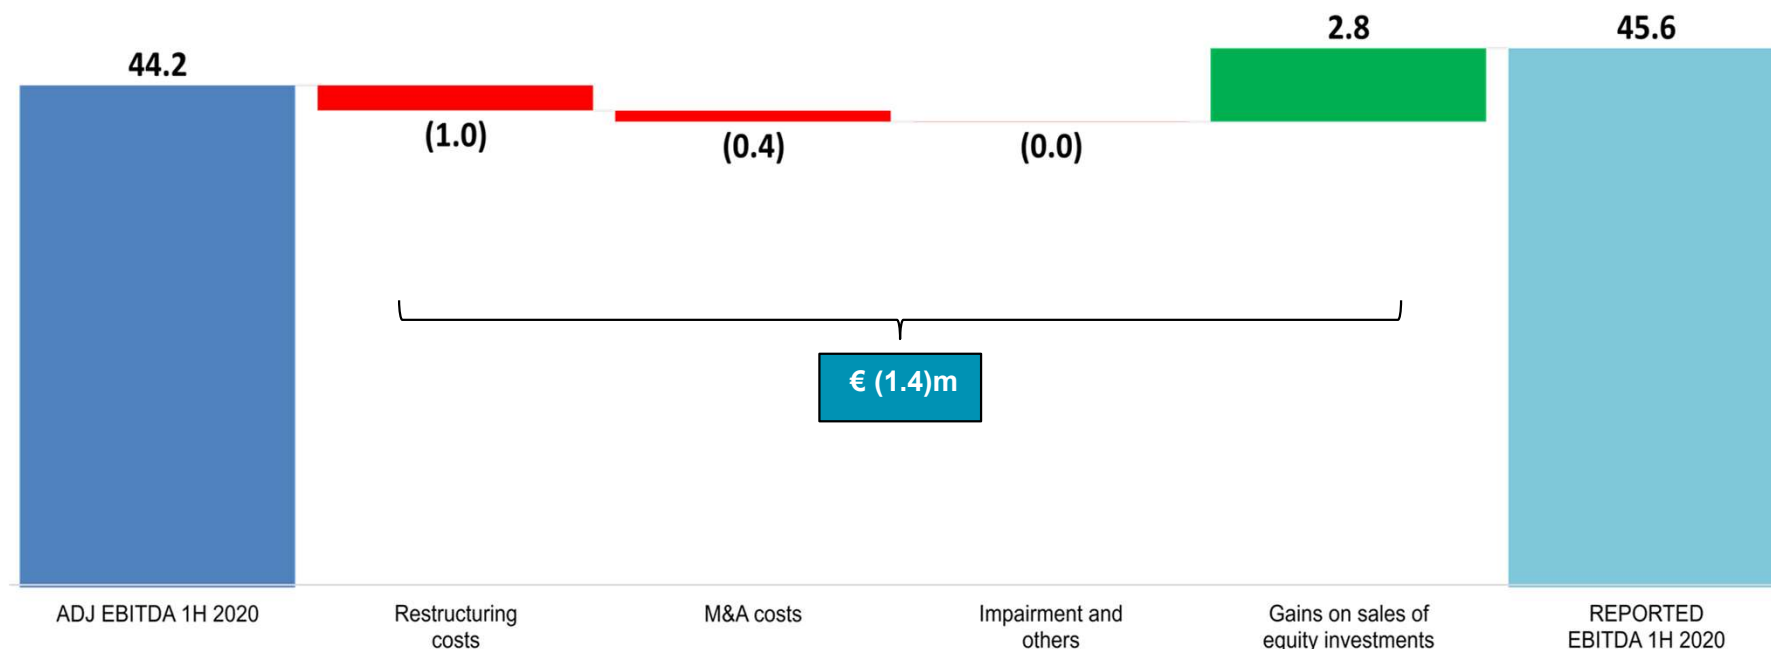 44.2
(1.0)
(0.4)
(0.0)
2.8
45.6
€ (1.4)m
ADJ EBITDA 1H 2020
Restructuring
costs
M&A costs
Impairment and
others
Gains on sales of
equity investments
REPORTED
EBITDA 1H 2020